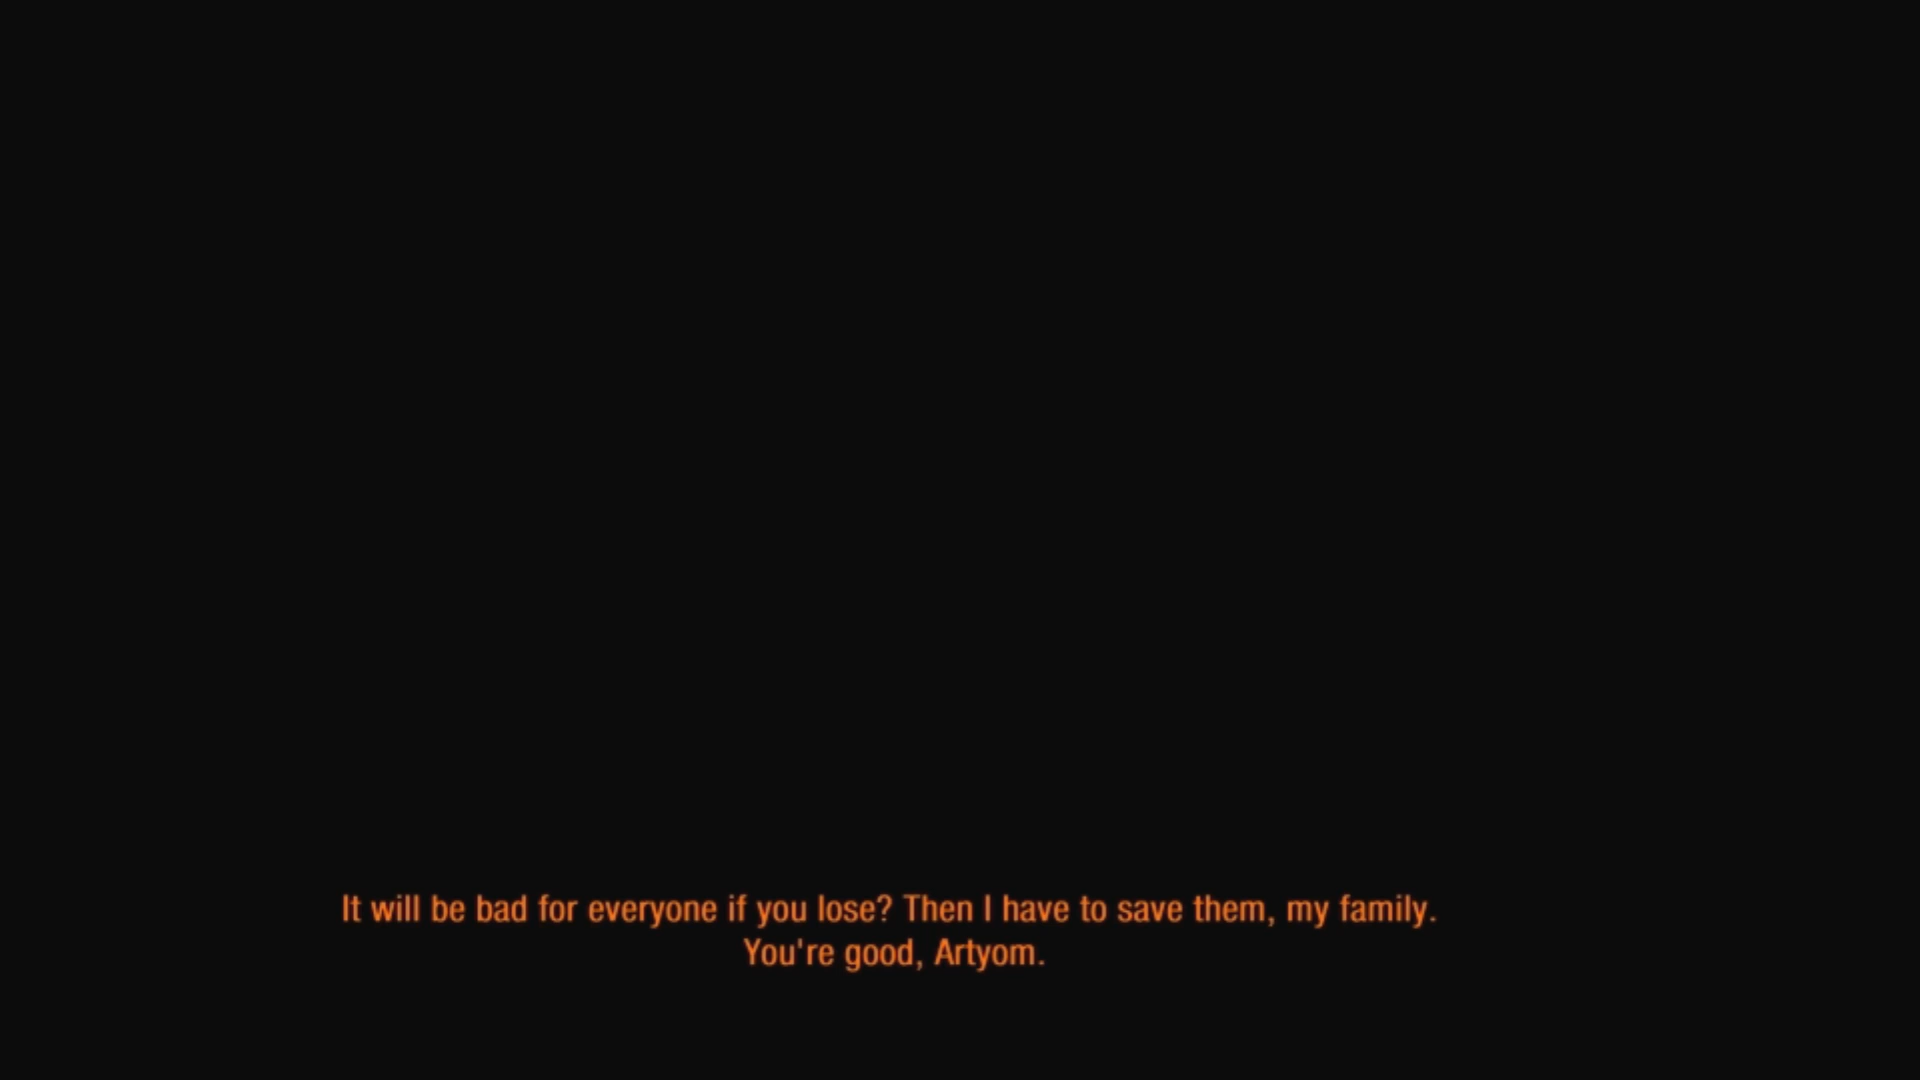 It will be bad for everyone if you lose? Then I have to save them, my family.
You're good, Artyom.